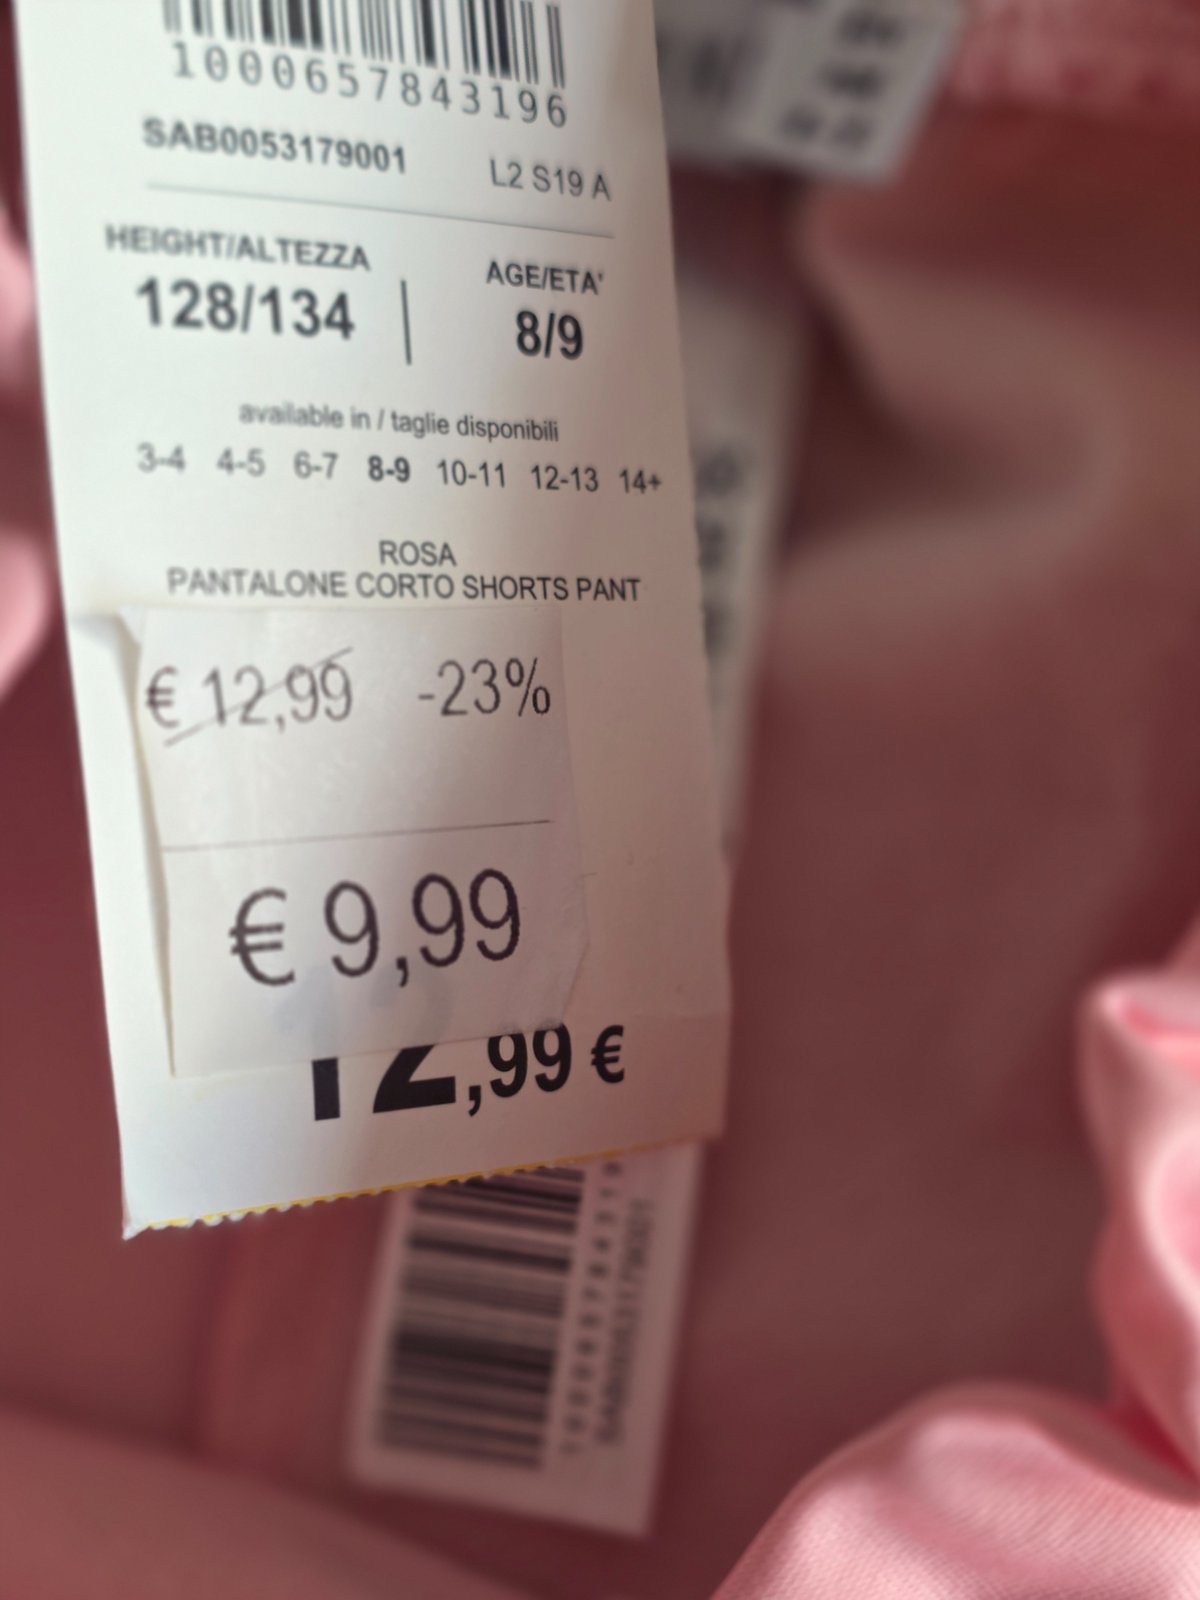 1000657843196
SAB0053179001 L2 S19 A
HEIGHT/ALTEZZA AGE/ETA'
128/134 8/9
available in / taglie disponibili
3-4 4-5 6-7 8-9 10-11 12-13 14+
ROSA
PANTALONE CORTO SHORTS PANT
€ 12,99 -23%
€ 9,99
12,99 €